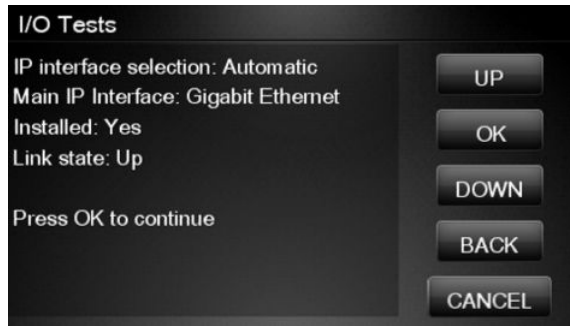 I/O Tests
IP interface selection: Automatic
Main IP Interface: Gigabit Ethernet
Installed: Yes
Link state: Up
Press OK to continue
UP
OK
DOWN
BACK
CANCEL